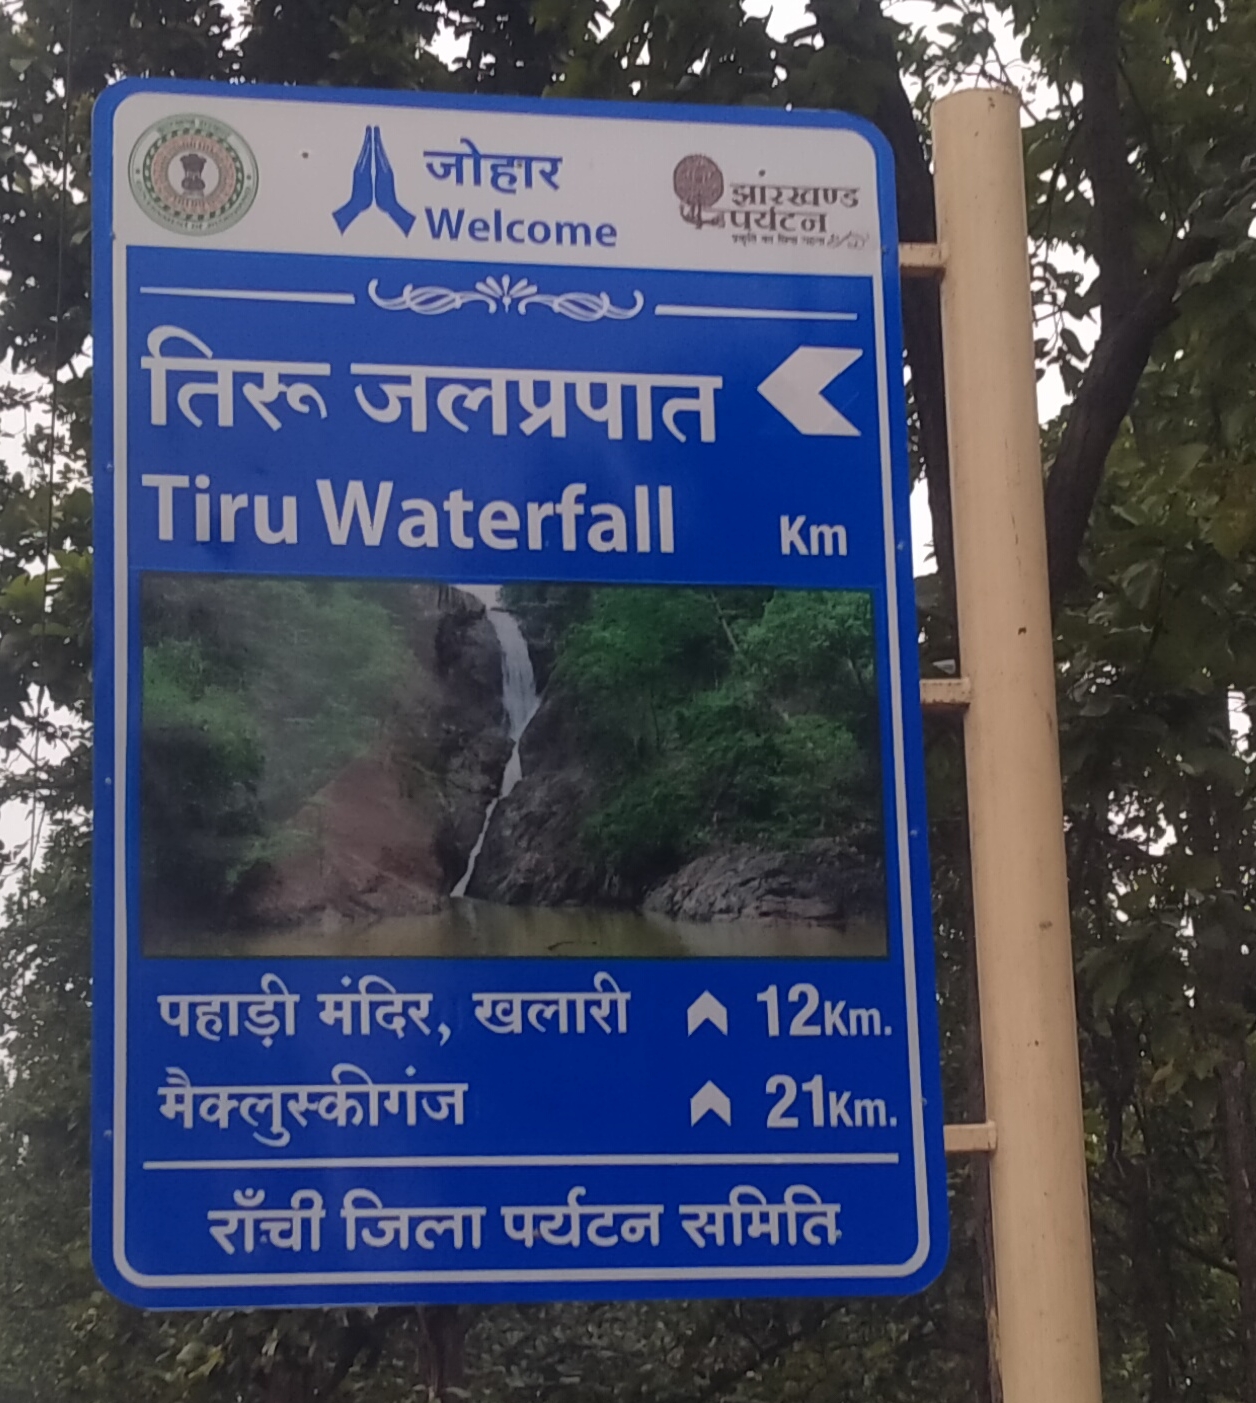 जोहार
Welcome
झारखण्ड
पर्यटन
तिरू जलप्रपात
Tiru Waterfall Km
पहाड़ी मंदिर, खलारी 12Km.
मैक्लुस्कीगंज 21Km.
राँची जिला पर्यटन समिति